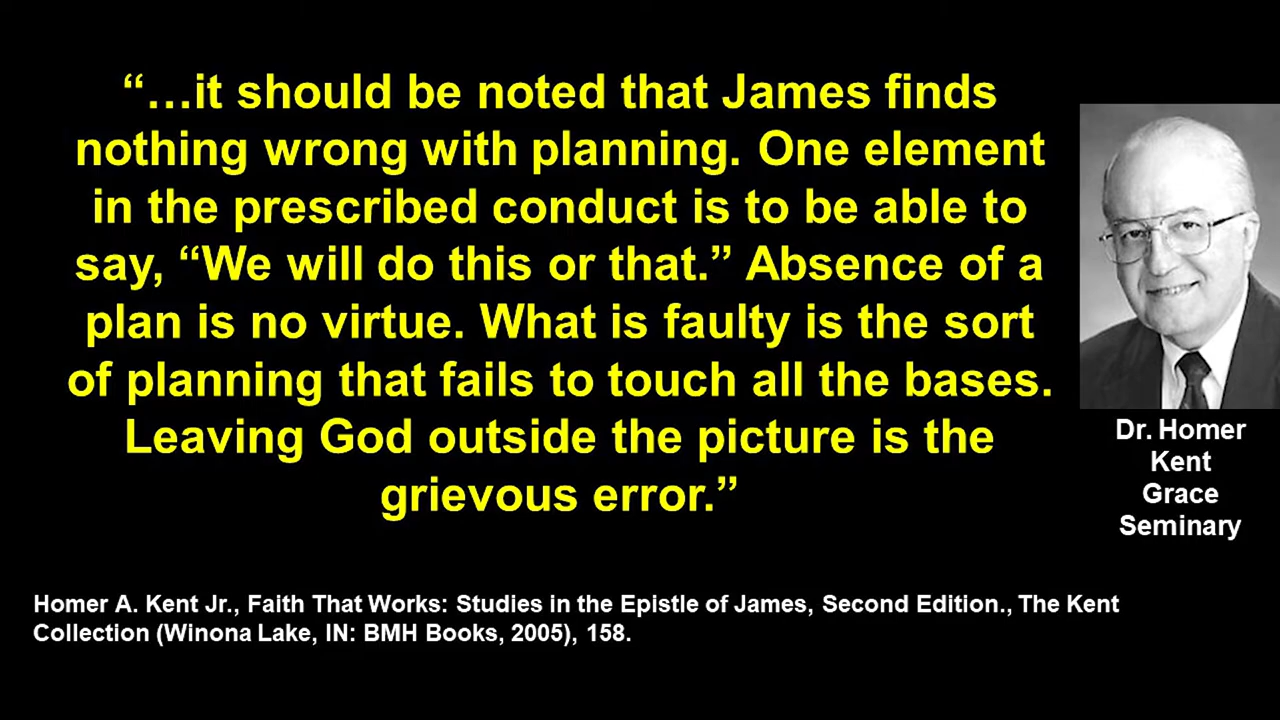 “…it should be noted that James finds
nothing wrong with planning. One element
in the prescribed conduct is to be able to
say, “We will do this or that.” Absence of a
plan is no virtue. What is faulty is the sort
of planning that fails to touch all the bases.
Leaving God outside the picture is the
grievous error.”
Dr. Homer
Kent
Grace
Seminary
Homer A. Kent Jr., Faith That Works: Studies in the Epistle of James, Second Edition., The Kent
Collection (Winona Lake, IN: BMH Books, 2005), 158.